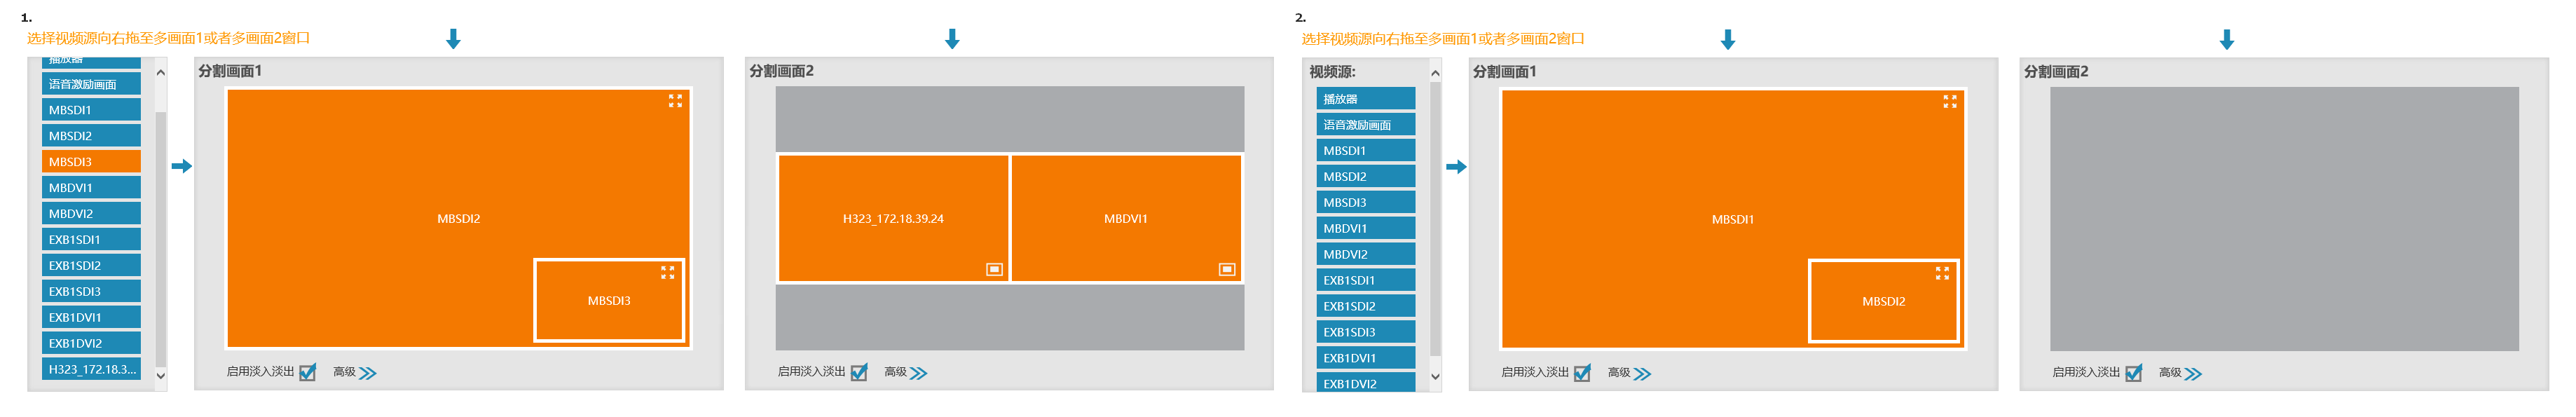 1.
选择视频源向右拖至多画面1或者多画面2窗口
播放器
语音激励画面
MBSDI1
MBSDI2
MBSDI3
MBDVI1
MBDVI2
EXB1SDI1
EXB1SDI2
EXB1SDI3
EXB1DVI1
EXB1DVI2
H323_172.18.3...
分割画面1
MBSDI2
MBSDI3
启用淡入淡出
高级
分割画面2
H323_172.18.39.24
MBDVI1
启用淡入淡出
高级
2.
选择视频源向右拖至多画面1或者多画面2窗口
视频源:
播放器
语音激励画面
MBSDI1
MBSDI2
MBSDI3
MBDVI1
MBDVI2
EXB1SDI1
EXB1SDI2
EXB1SDI3
EXB1DVI1
EXB1DVI2
分割画面1
MBSDI1
MBSDI2
启用淡入淡出
高级
分割画面2
启用淡入淡出
高级